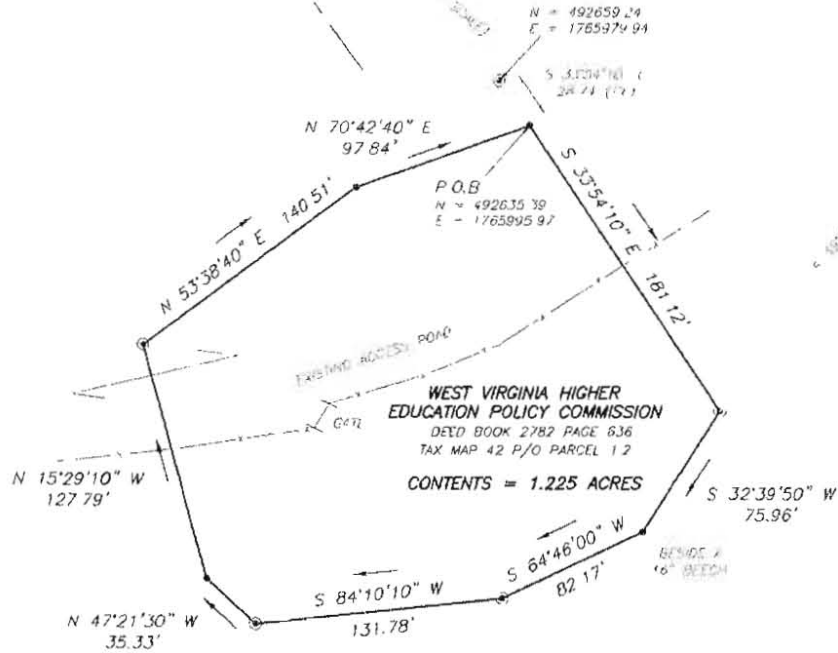 N = 492659 24
E = 1765979 94
N 70°42'40" E
97 84'
P O.B
N = 492635 39
E = 1765995 97
S 33°54'10" E 181 12'
N 53°38'40" E 140 51'
EXISTING ACCESS ROAD
GATE
WEST VIRGINIA HIGHER
EDUCATION POLICY COMMISSION
DEED BOOK 2782 PAGE 636
TAX MAP 42 P/O PARCEL 1 2
CONTENTS = 1.225 ACRES
N 15°29'10" W
127 79'
S 32°39'50" W
75.96'
S 64°46'00" W
82 17'
BESIDE A
BEECH
S 84°10'10" W
131.78'
N 47°21'30" W
35.33'